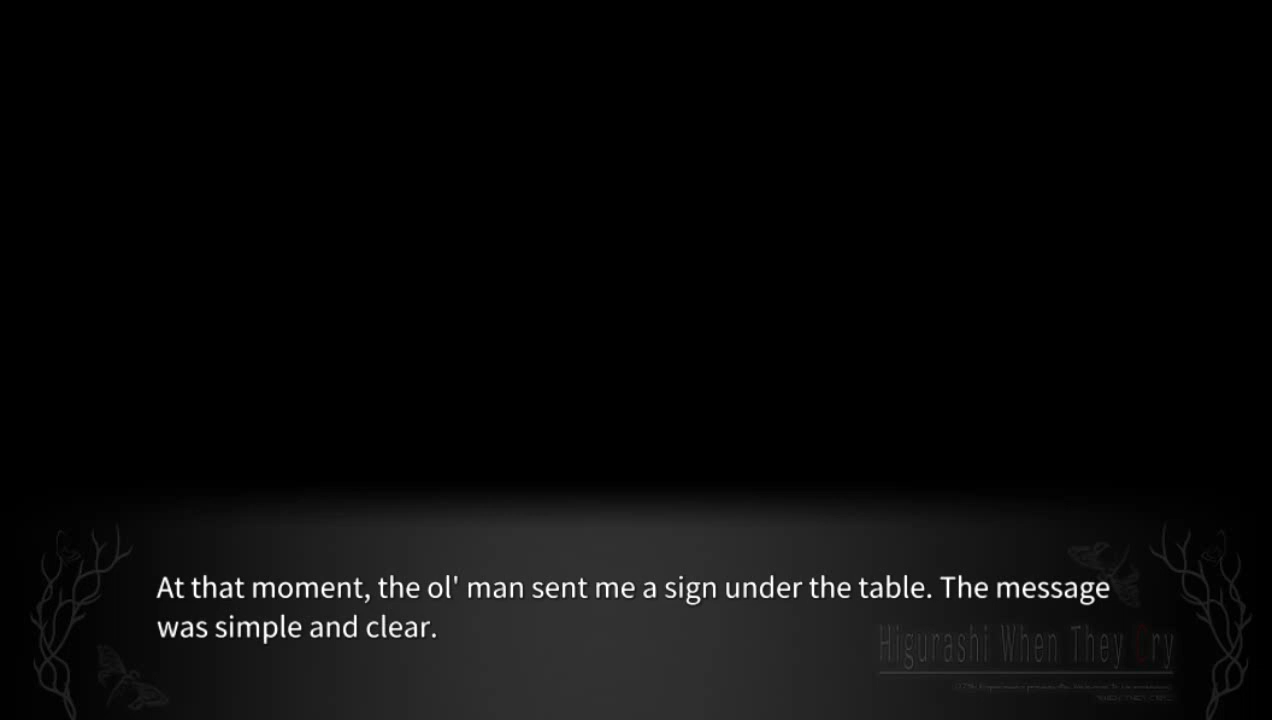 At that moment, the ol' man sent me a sign under the table. The message
was simple and clear.
Higurashi When They Cry